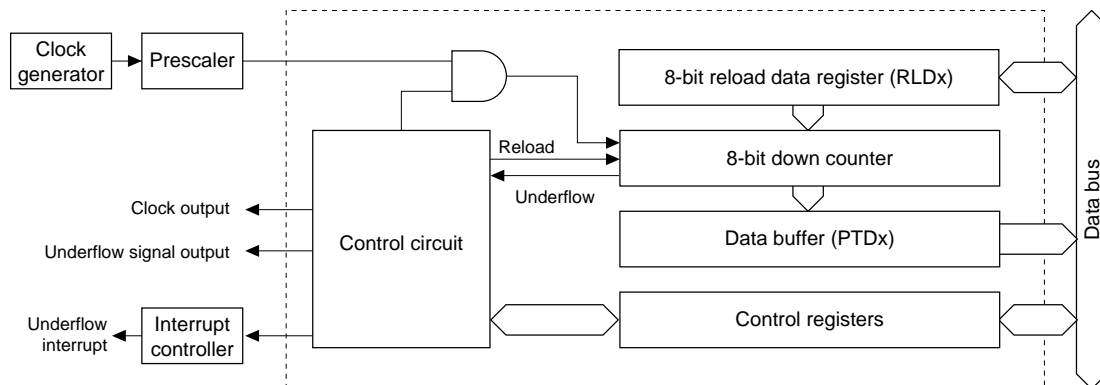 Clock
generator
Prescaler
8-bit reload data register (RLDx)
Reload
8-bit down counter
Underflow
Clock output
Control circuit
Data buffer (PTDx)
Underflow signal output
Underflow
interrupt
Interrupt
controller
Control registers
Data bus